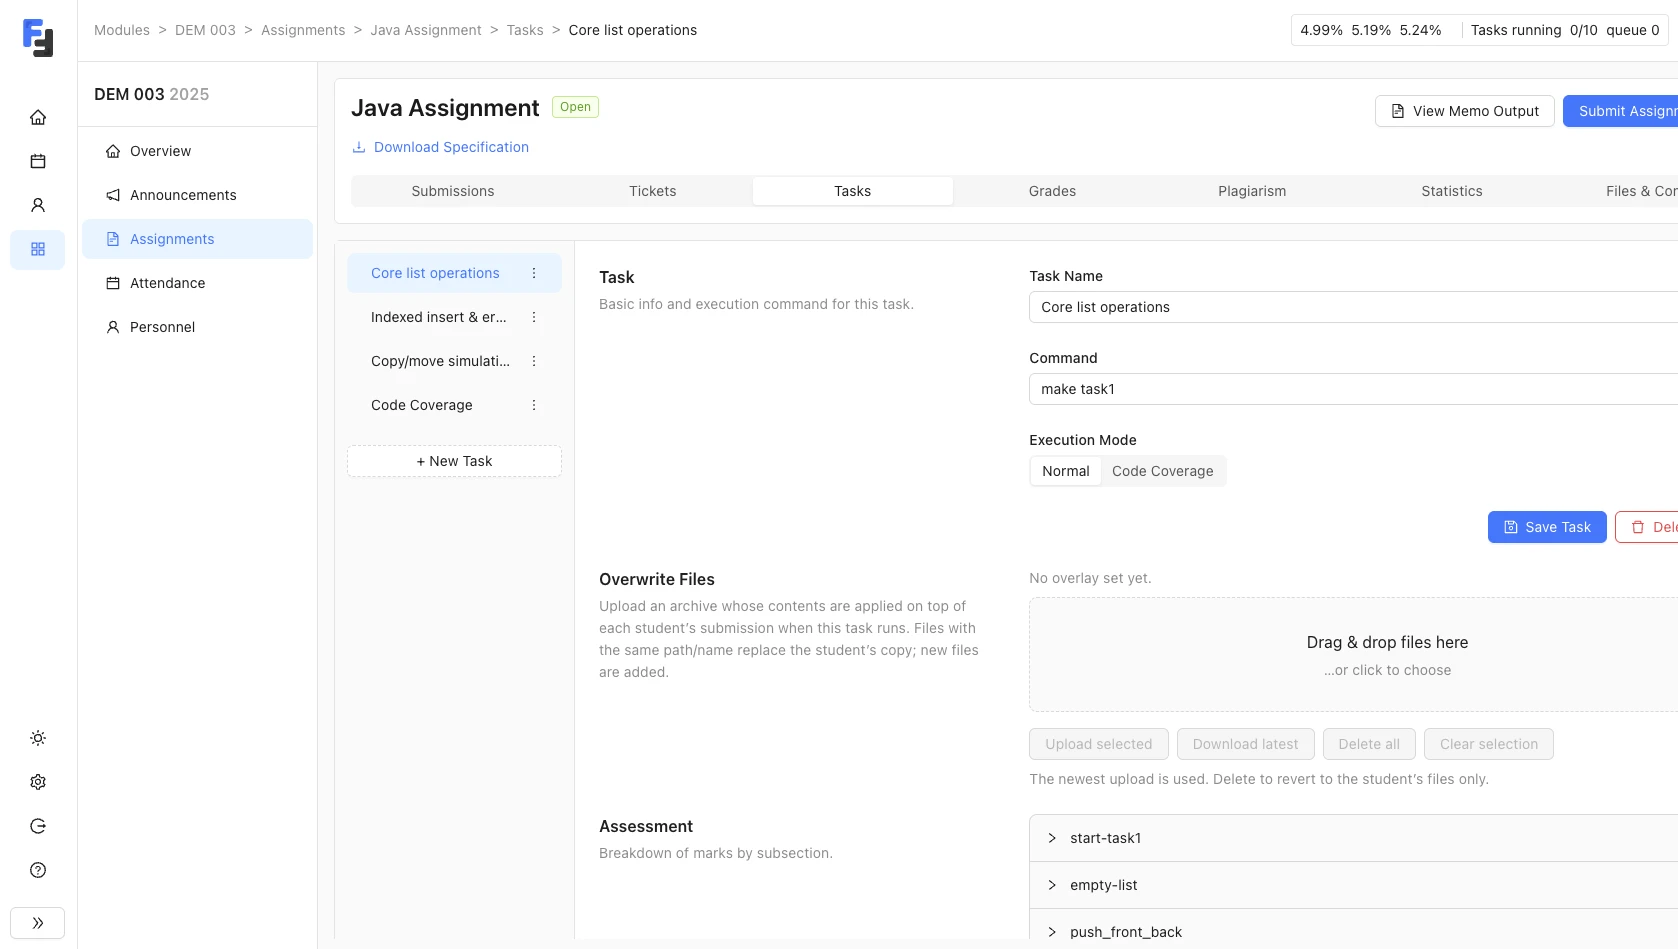 Modules > DEM 003 > Assignments > Java Assignment > Tasks > Core list operations
4.99% 5.19% 5.24% Tasks running 0/10 queue 0
DEM 003 2025
Overview
Announcements
Assignments
Attendance
Personnel
Java Assignment Open
Download Specification
View Memo Output
Submit Assignm
Submissions Tickets Tasks Grades Plagiarism Statistics Files & Con
Core list operations
Indexed insert & er...
Copy/move simulati...
Code Coverage
+ New Task
Task
Basic info and execution command for this task.
Task Name
Core list operations
Command
make task1
Execution Mode
Normal Code Coverage
Save Task Dele
Overwrite Files
Upload an archive whose contents are applied on top of
each student's submission when this task runs. Files with
the same path/name replace the student's copy; new files
are added.
No overlay set yet.
Drag & drop files here
...or click to choose
Upload selected Download latest Delete all Clear selection
The newest upload is used. Delete to revert to the student's files only.
Assessment
Breakdown of marks by subsection.
start-task1
empty-list
push_front_back